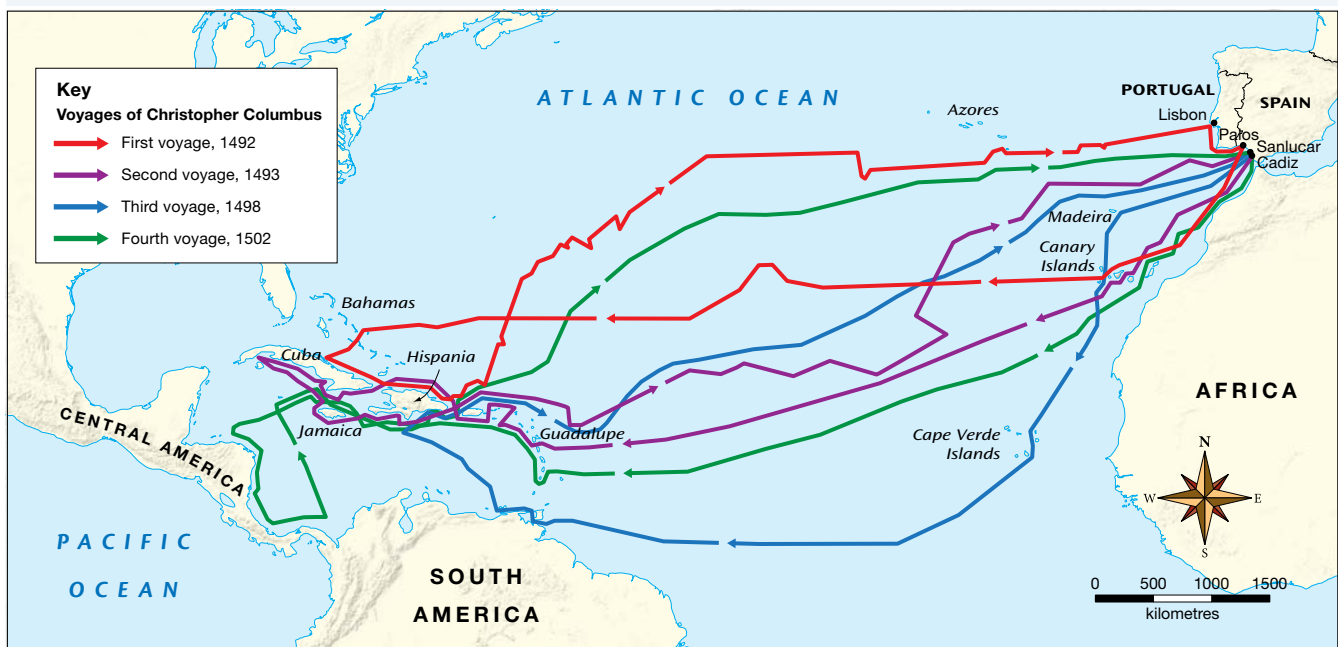 Key
Voyages of Christopher Columbus
First voyage, 1492
Second voyage, 1493
Third voyage, 1498
Fourth voyage, 1502
ATLANTIC OCEAN
Azores
PORTUGAL
Lisbon
SPAIN
Palos
Sanlucar
Cadiz
Madeira
Canary
Islands
Bahamas
Cuba
Hispania
Jamaica
Guadalupe
CENTRAL AMERICA
Cape Verde
Islands
AFRICA
PACIFIC
OCEAN
SOUTH
AMERICA
N
W
E
S
0 500 1000 1500
kilometres